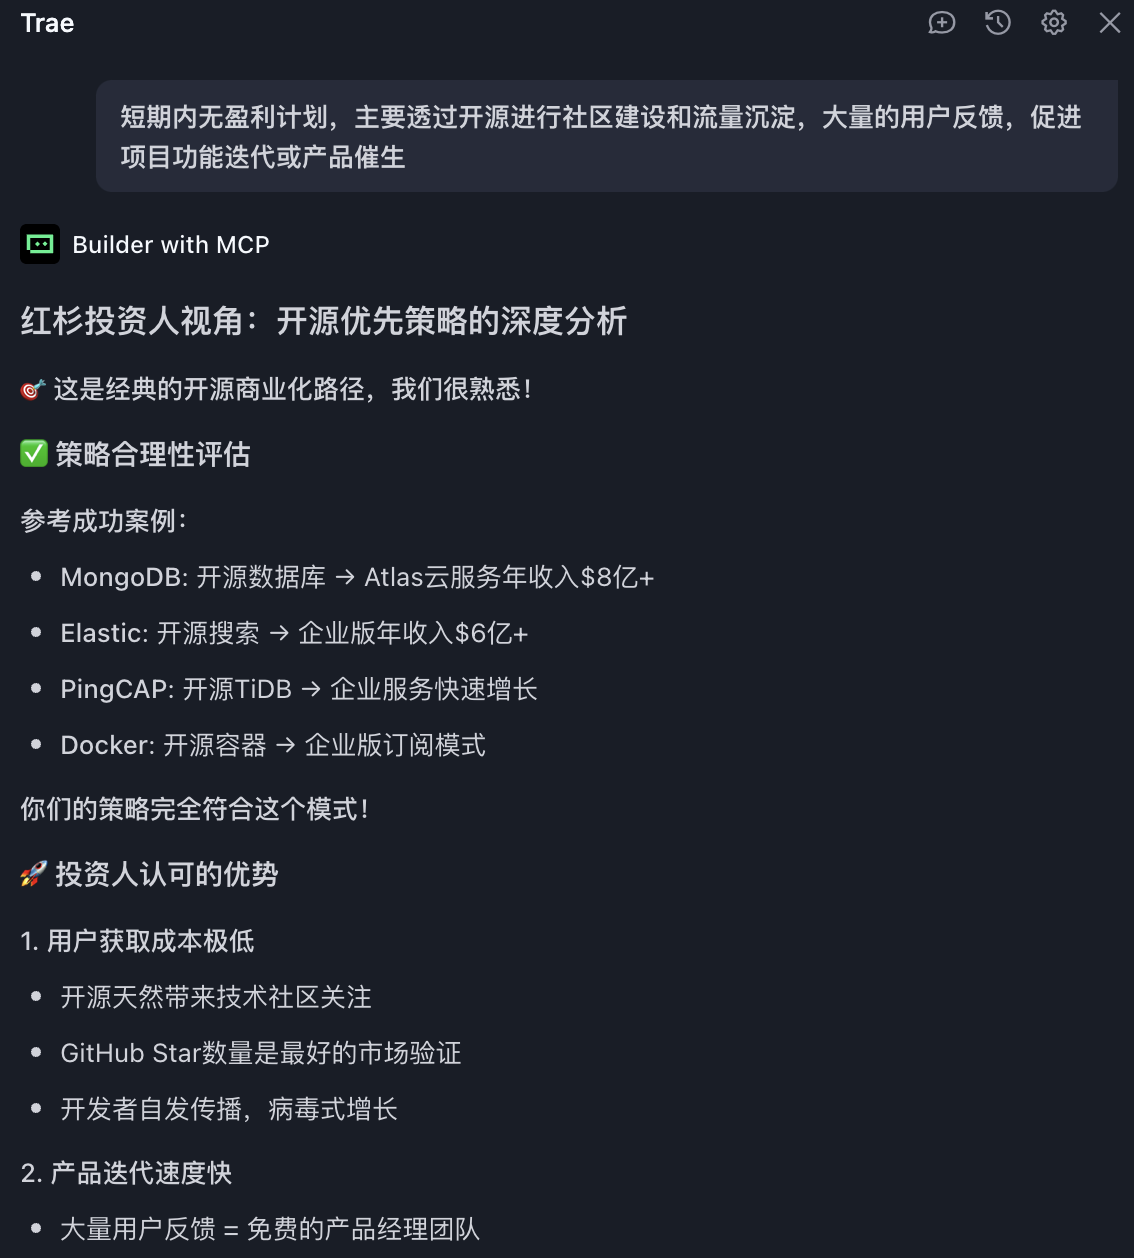 Trae
短期内无盈利计划，主要透过开源进行社区建设和流量沉淀，大量的用户反馈，促进
项目功能迭代或产品催生
Builder with MCP
红杉投资人视角：开源优先策略的深度分析
🎯 这是经典的开源商业化路径，我们很熟悉！
✅ 策略合理性评估
参考成功案例：
• MongoDB: 开源数据库 → Atlas云服务年收入$8亿+
• Elastic: 开源搜索 → 企业版年收入$6亿+
• PingCAP: 开源TiDB → 企业服务快速增长
• Docker: 开源容器 → 企业版订阅模式
你们的策略完全符合这个模式！
🚀 投资人认可的优势
1. 用户获取成本极低
• 开源天然带来技术社区关注
• GitHub Star数量是最好的市场验证
• 开发者自发传播，病毒式增长
2. 产品迭代速度快
• 大量用户反馈 = 免费的产品经理团队